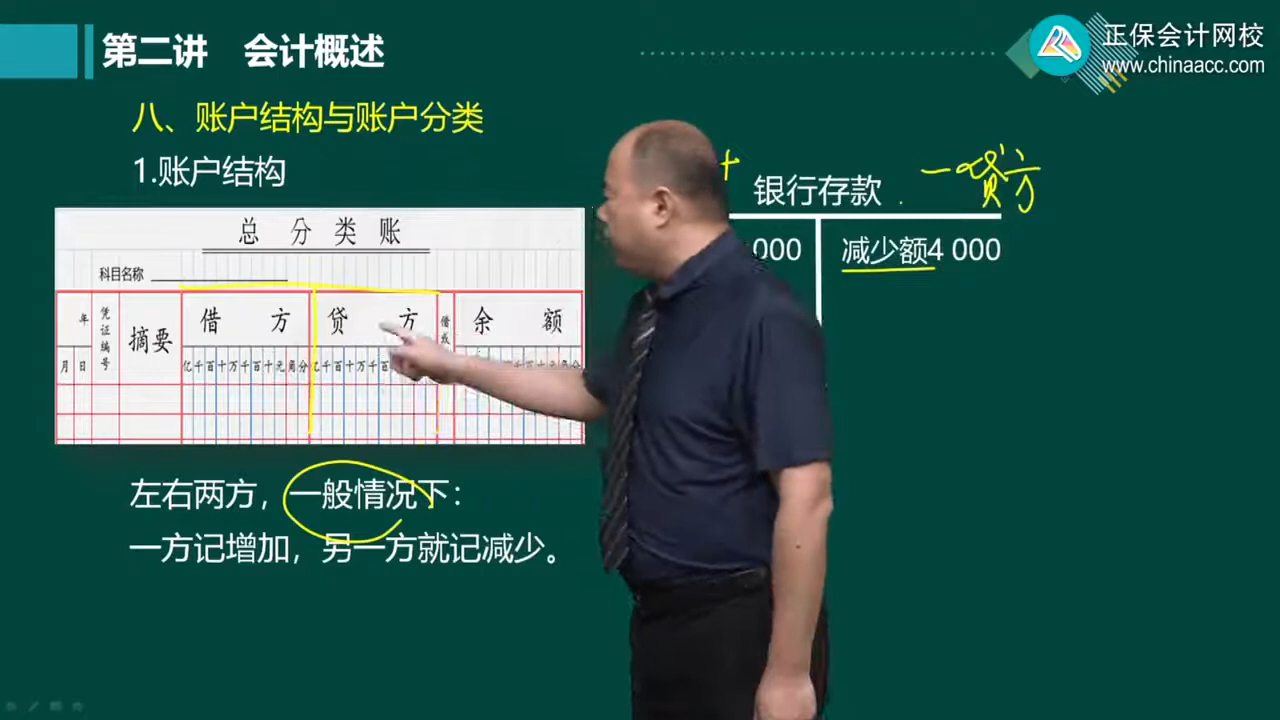 第二讲 会计概述
正保会计网校
www.chinaacc.com
八、账户结构与账户分类
1.账户结构
总分类账
科目名称
年
凭证编号
摘要
借方
贷方
借或
余额
月 日
亿千百十万千百十元角分
亿千百十万千百
左右两方，一般情况下：
一方记增加，另一方就记减少。
+ 银行存款 - 贷方
000
减少额4 000